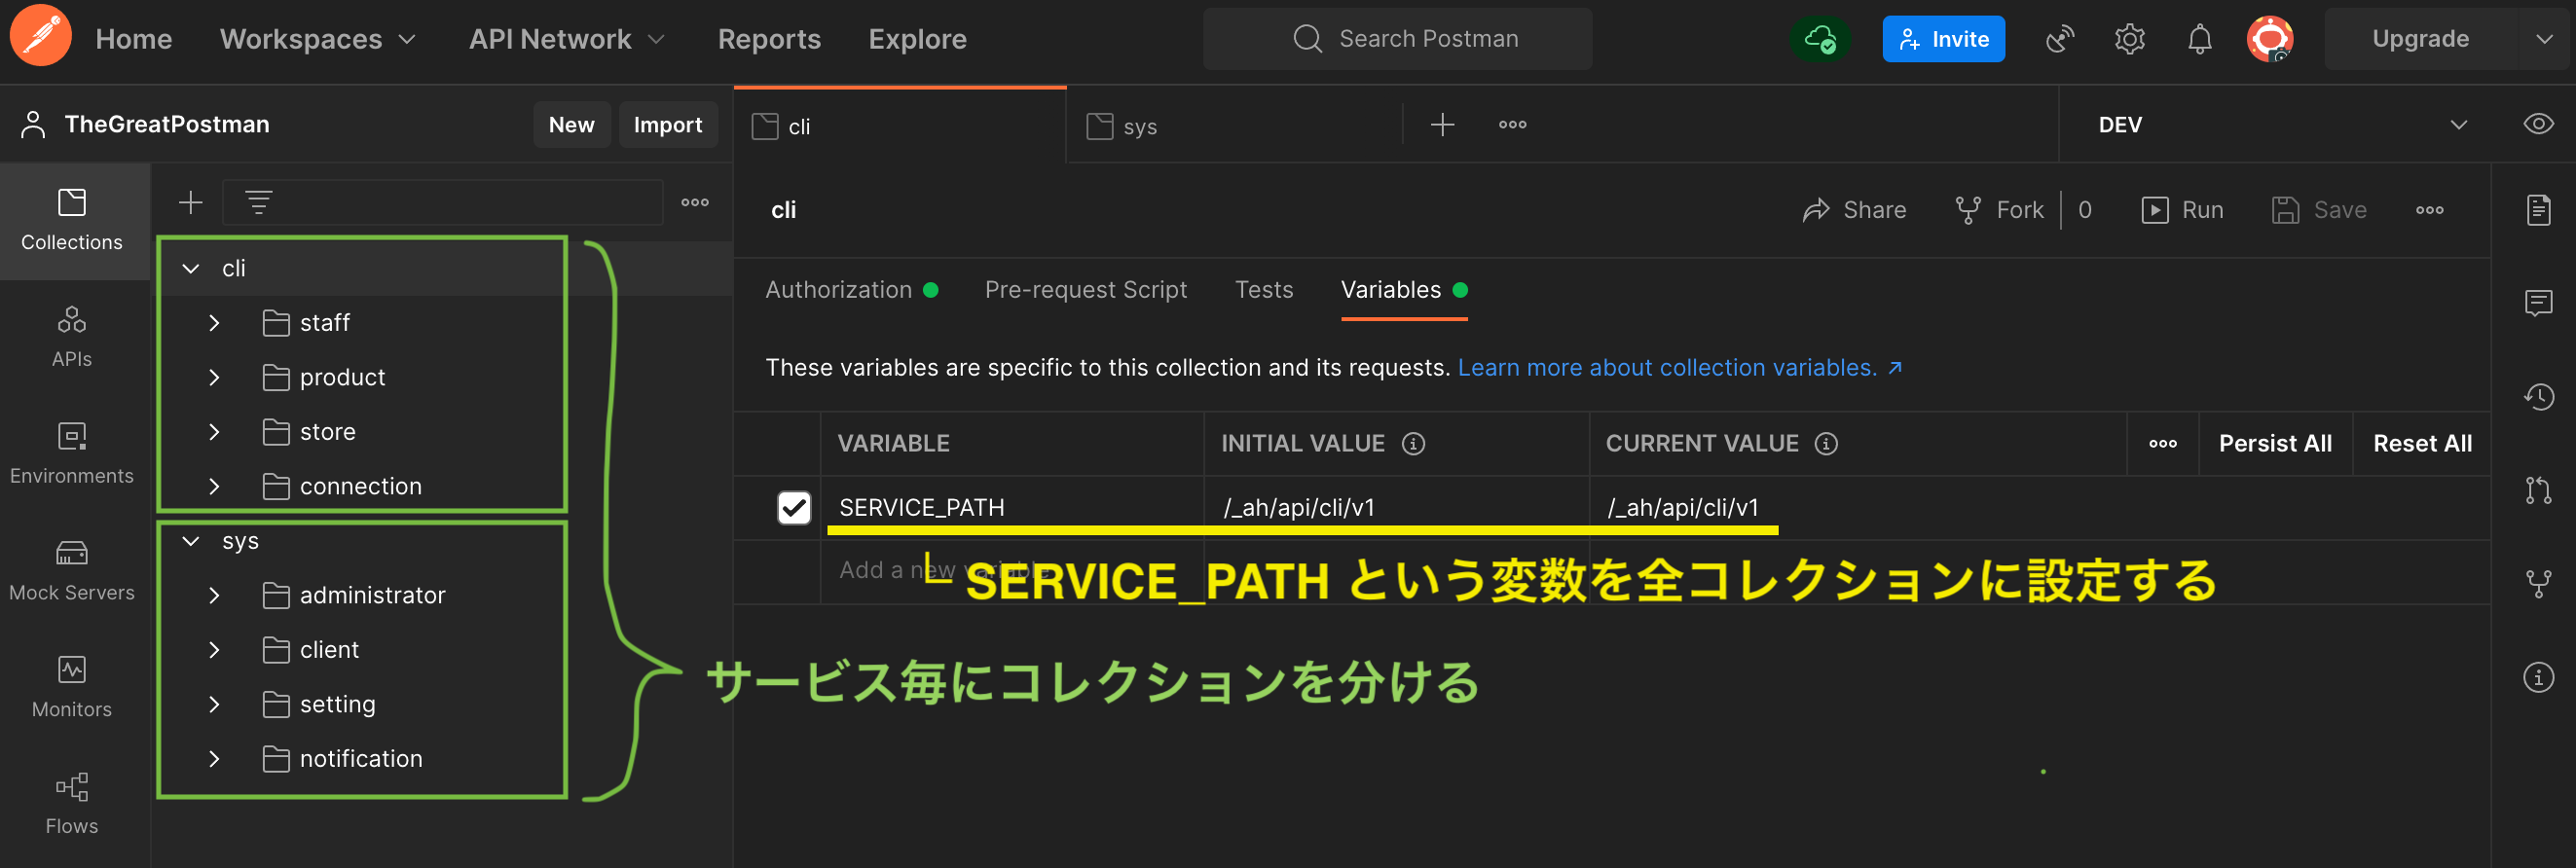 Home Workspaces API Network Reports Explore Search Postman Invite Upgrade
TheGreatPostman New Import
cli sys DEV
Collections
APIs
Environments
Mock Servers
Monitors
Flows
cli
staff
product
store
connection
sys
administrator
client
setting
notification
cli Share Fork 0 Run Save
Authorization Pre-request Script Tests Variables
These variables are specific to this collection and its requests. Learn more about collection variables. ↗
VARIABLE INITIAL VALUE CURRENT VALUE Persist All Reset All
SERVICE_PATH /_ah/api/cli/v1 /_ah/api/cli/v1
Add a new variable
└ SERVICE_PATH という変数を全コレクションに設定する
サービス毎にコレクションを分ける